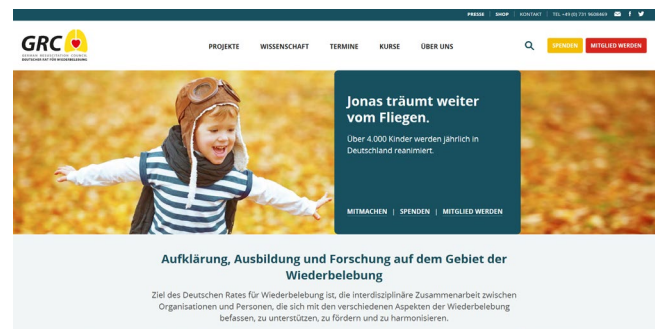 PRESSE | SHOP | KONTAKT | TEL +49 (0) 731 9608469
GRC
GERMAN RESUSCITATION COUNCIL
DEUTSCHER RAT FÜR WIEDERBELEBUNG
PROJEKTE WISSENSCHAFT TERMINE KURSE ÜBER UNS
SPENDEN MITGLIED WERDEN
Jonas träumt weiter
vom Fliegen.
Über 4.000 Kinder werden jährlich in
Deutschland reanimiert.
MITMACHEN | SPENDEN | MITGLIED WERDEN
Aufklärung, Ausbildung und Forschung auf dem Gebiet der
Wiederbelebung
Ziel des Deutschen Rates für Wiederbelebung ist, die interdisziplinäre Zusammenarbeit zwischen
Organisationen und Personen, die sich mit den verschiedenen Aspekten der Wiederbelebung
befassen, zu unterstützen, zu fördern und zu harmonisieren.